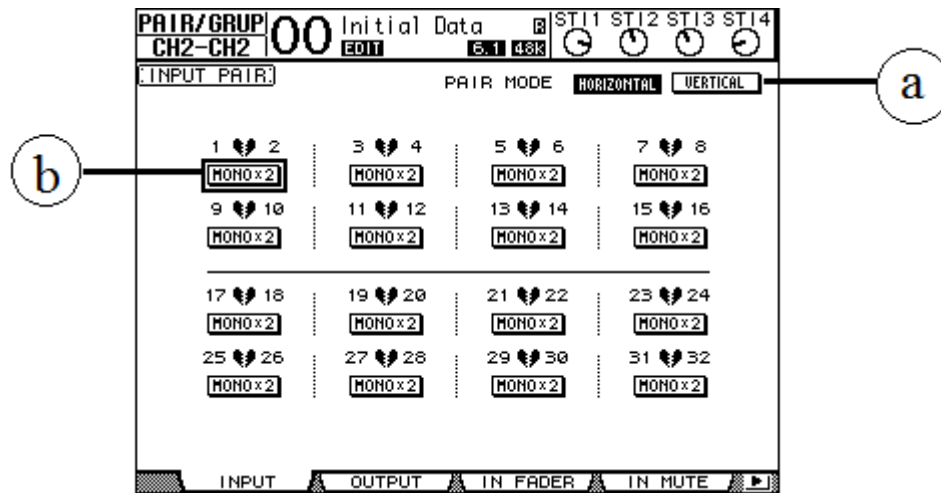 PAIR/GRUP 00 Initial Data R ST11 ST12 ST13 ST14
CH2-CH2 EDIT 6.1 48K
INPUT PAIR
PAIR MODE HORIZONTAL VERTICAL
a
1 2 3 4 5 6 7 8
b
MONO×2 MONO×2 MONO×2 MONO×2
9 10 11 12 13 14 15 16
MONO×2 MONO×2 MONO×2 MONO×2
17 18 19 20 21 22 23 24
MONO×2 MONO×2 MONO×2 MONO×2
25 26 27 28 29 30 31 32
MONO×2 MONO×2 MONO×2 MONO×2
INPUT OUTPUT IN FADER IN MUTE